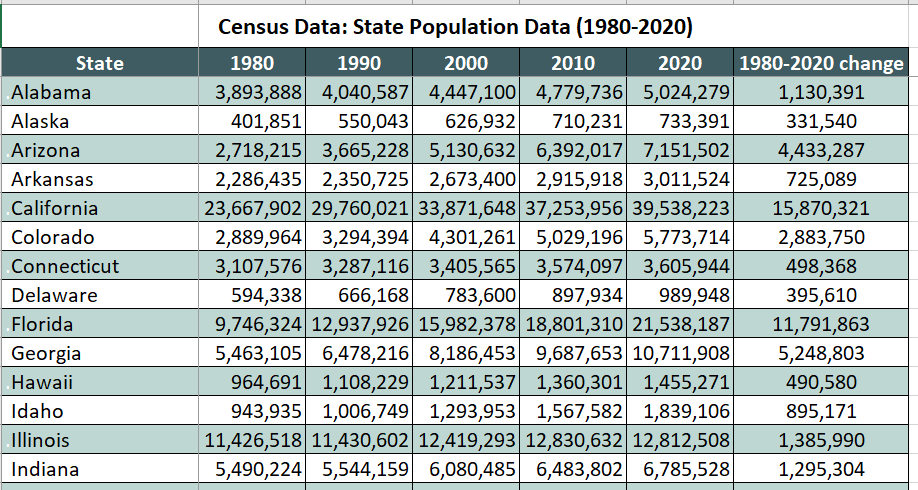 Census Data: State Population Data (1980-2020)
State 1980 1990 2000 2010 2020 1980-2020 change
.Alabama 3,893,888 4,040,587 4,447,100 4,779,736 5,024,279 1,130,391
Alaska 401,851 550,043 626,932 710,231 733,391 331,540
.Arizona 2,718,215 3,665,228 5,130,632 6,392,017 7,151,502 4,433,287
Arkansas 2,286,435 2,350,725 2,673,400 2,915,918 3,011,524 725,089
.California 23,667,902 29,760,021 33,871,648 37,253,956 39,538,223 15,870,321
Colorado 2,889,964 3,294,394 4,301,261 5,029,196 5,773,714 2,883,750
.Connecticut 3,107,576 3,287,116 3,405,565 3,574,097 3,605,944 498,368
Delaware 594,338 666,168 783,600 897,934 989,948 395,610
.Florida 9,746,324 12,937,926 15,982,378 18,801,310 21,538,187 11,791,863
Georgia 5,463,105 6,478,216 8,186,453 9,687,653 10,711,908 5,248,803
.Hawaii 964,691 1,108,229 1,211,537 1,360,301 1,455,271 490,580
Idaho 943,935 1,006,749 1,293,953 1,567,582 1,839,106 895,171
.Illinois 11,426,518 11,430,602 12,419,293 12,830,632 12,812,508 1,385,990
Indiana 5,490,224 5,544,159 6,080,485 6,483,802 6,785,528 1,295,304